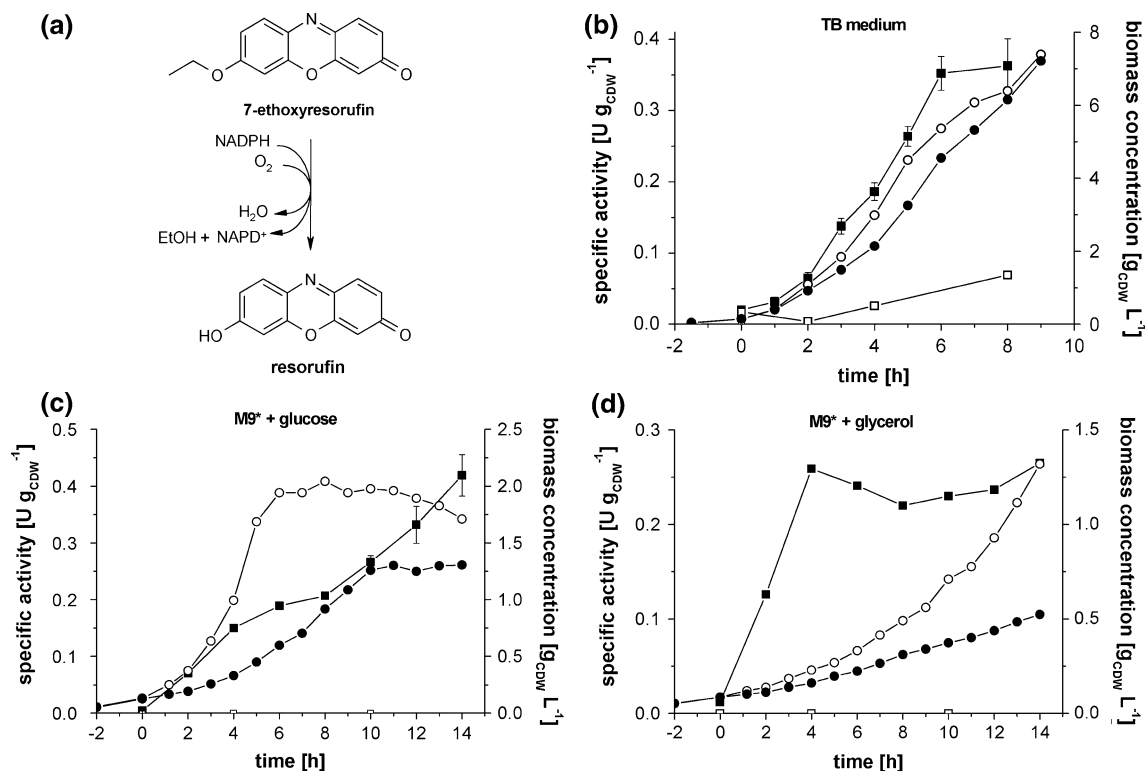 (a)
N
O
O
O
7-ethoxyresorufin
NADPH
O2
H2O
EtOH + NAPD+
N
HO
O
O
resorufin
(b)
TB medium
specific activity [U gCDW-1]
0.4
0.3
0.2
0.1
0.0
biomass concentration [gCDW L-1]
8
6
4
2
0
-2 0 2 4 6 8 10
time [h]
(c)
M9* + glucose
specific activity [U gCDW-1]
0.5
0.4
0.3
0.2
0.1
0.0
biomass concentration [gCDW L-1]
2.5
2.0
1.5
1.0
0.5
0.0
-2 0 2 4 6 8 10 12 14
time [h]
(d)
M9* + glycerol
specific activity [U gCDW-1]
0.3
0.2
0.1
0.0
biomass concentration [gCDW L-1]
1.5
1.0
0.5
0.0
-2 0 2 4 6 8 10 12 14
time [h]